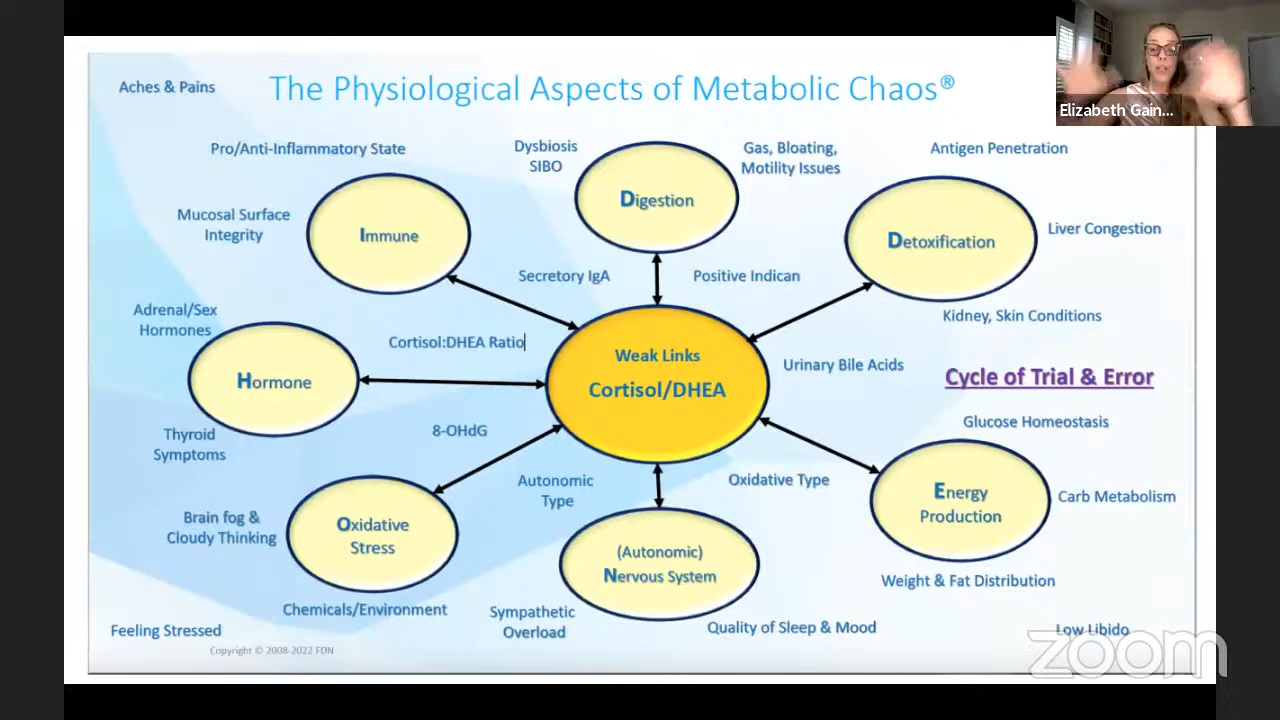 Aches & Pains
The Physiological Aspects of Metabolic Chaos®
Elizabeth Gain...
Pro/Anti-Inflammatory State
Dysbiosis
SIBO
Gas, Bloating,
Motility Issues
Antigen Penetration
Mucosal Surface
Integrity
Immune
Digestion
Detoxification
Liver Congestion
Secretory IgA
Positive Indican
Adrenal/Sex
Hormones
Kidney, Skin Conditions
Cortisol:DHEA Ratio
Hormone
Weak Links
Cortisol/DHEA
Urinary Bile Acids
Cycle of Trial & Error
Thyroid
Symptoms
8-OHdG
Glucose Homeostasis
Autonomic
Type
Oxidative Type
Energy
Production
Carb Metabolism
Brain fog &
Cloudy Thinking
Oxidative
Stress
(Autonomic)
Nervous System
Weight & Fat Distribution
Chemicals/Environment
Sympathetic
Overload
Quality of Sleep & Mood
Feeling Stressed
Low Libido
Copyright © 2008-2022 FDN
zoom